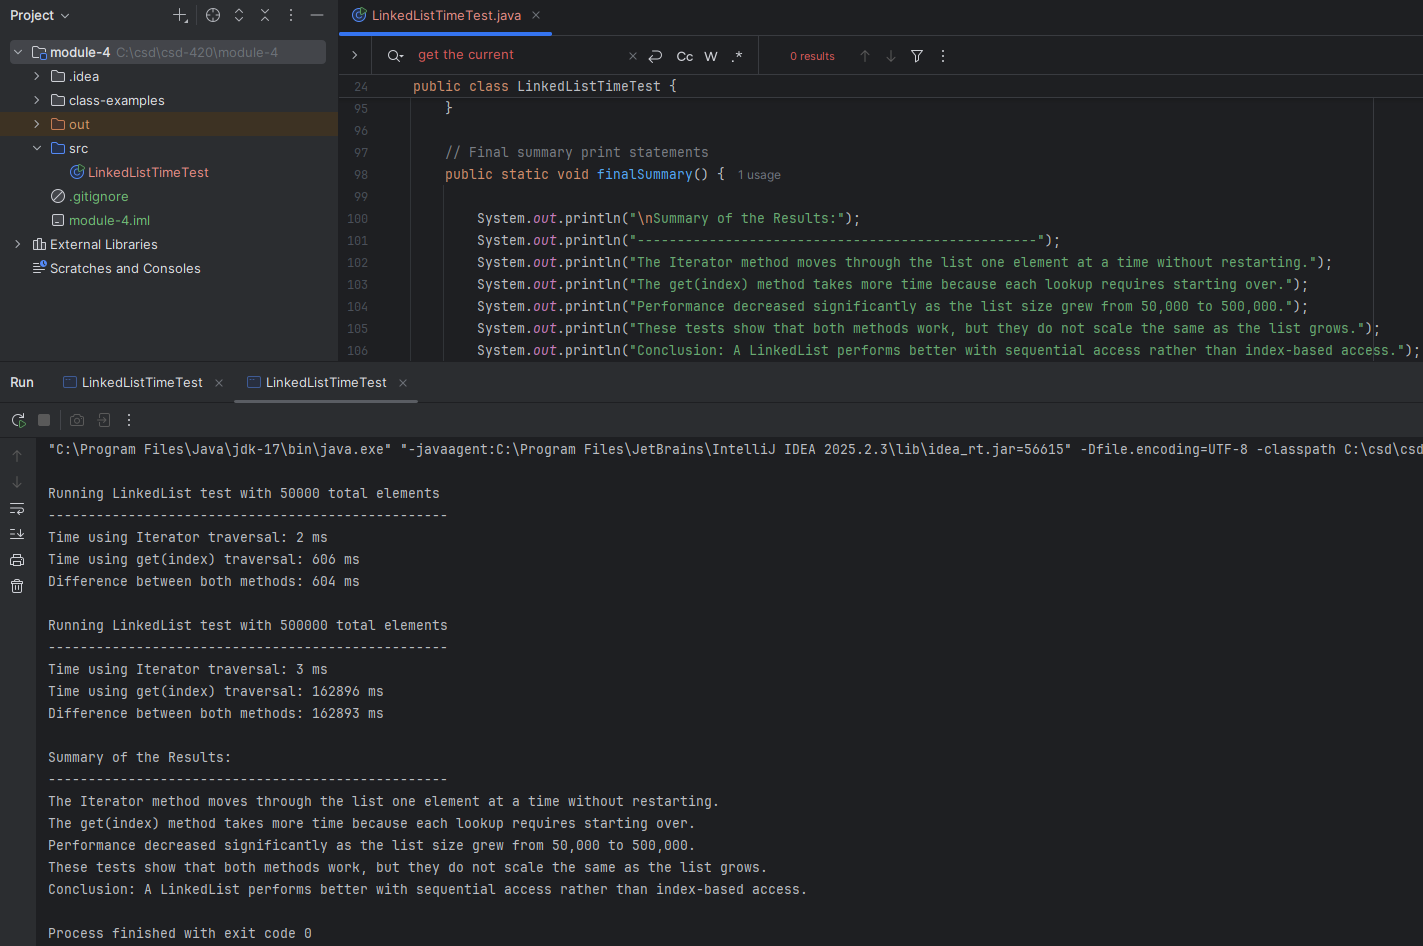 Project
module-4 C:\csd\csd-420\module-4
.idea
class-examples
out
src
LinkedListTimeTest
.gitignore
module-4.iml
External Libraries
Scratches and Consoles
LinkedListTimeTest.java
get the current
Cc W .*
0 results
24 public class LinkedListTimeTest {
95 }
96
97 // Final summary print statements
98 public static void finalSummary() { 1 usage
99
100 System.out.println("\nSummary of the Results:");
101 System.out.println("--------------------------------------------------");
102 System.out.println("The Iterator method moves through the list one element at a time without restarting.");
103 System.out.println("The get(index) method takes more time because each lookup requires starting over.");
104 System.out.println("Performance decreased significantly as the list size grew from 50,000 to 500,000.");
105 System.out.println("These tests show that both methods work, but they do not scale the same as the list grows.");
106 System.out.println("Conclusion: A LinkedList performs better with sequential access rather than index-based access.");
Run LinkedListTimeTest LinkedListTimeTest
"C:\Program Files\Java\jdk-17\bin\java.exe" "-javaagent:C:\Program Files\JetBrains\IntelliJ IDEA 2025.2.3\lib\idea_rt.jar=56615" -Dfile.encoding=UTF-8 -classpath C:\csd\csd
Running LinkedList test with 50000 total elements
--------------------------------------------------
Time using Iterator traversal: 2 ms
Time using get(index) traversal: 606 ms
Difference between both methods: 604 ms
Running LinkedList test with 500000 total elements
--------------------------------------------------
Time using Iterator traversal: 3 ms
Time using get(index) traversal: 162896 ms
Difference between both methods: 162893 ms
Summary of the Results:
--------------------------------------------------
The Iterator method moves through the list one element at a time without restarting.
The get(index) method takes more time because each lookup requires starting over.
Performance decreased significantly as the list size grew from 50,000 to 500,000.
These tests show that both methods work, but they do not scale the same as the list grows.
Conclusion: A LinkedList performs better with sequential access rather than index-based access.
Process finished with exit code 0